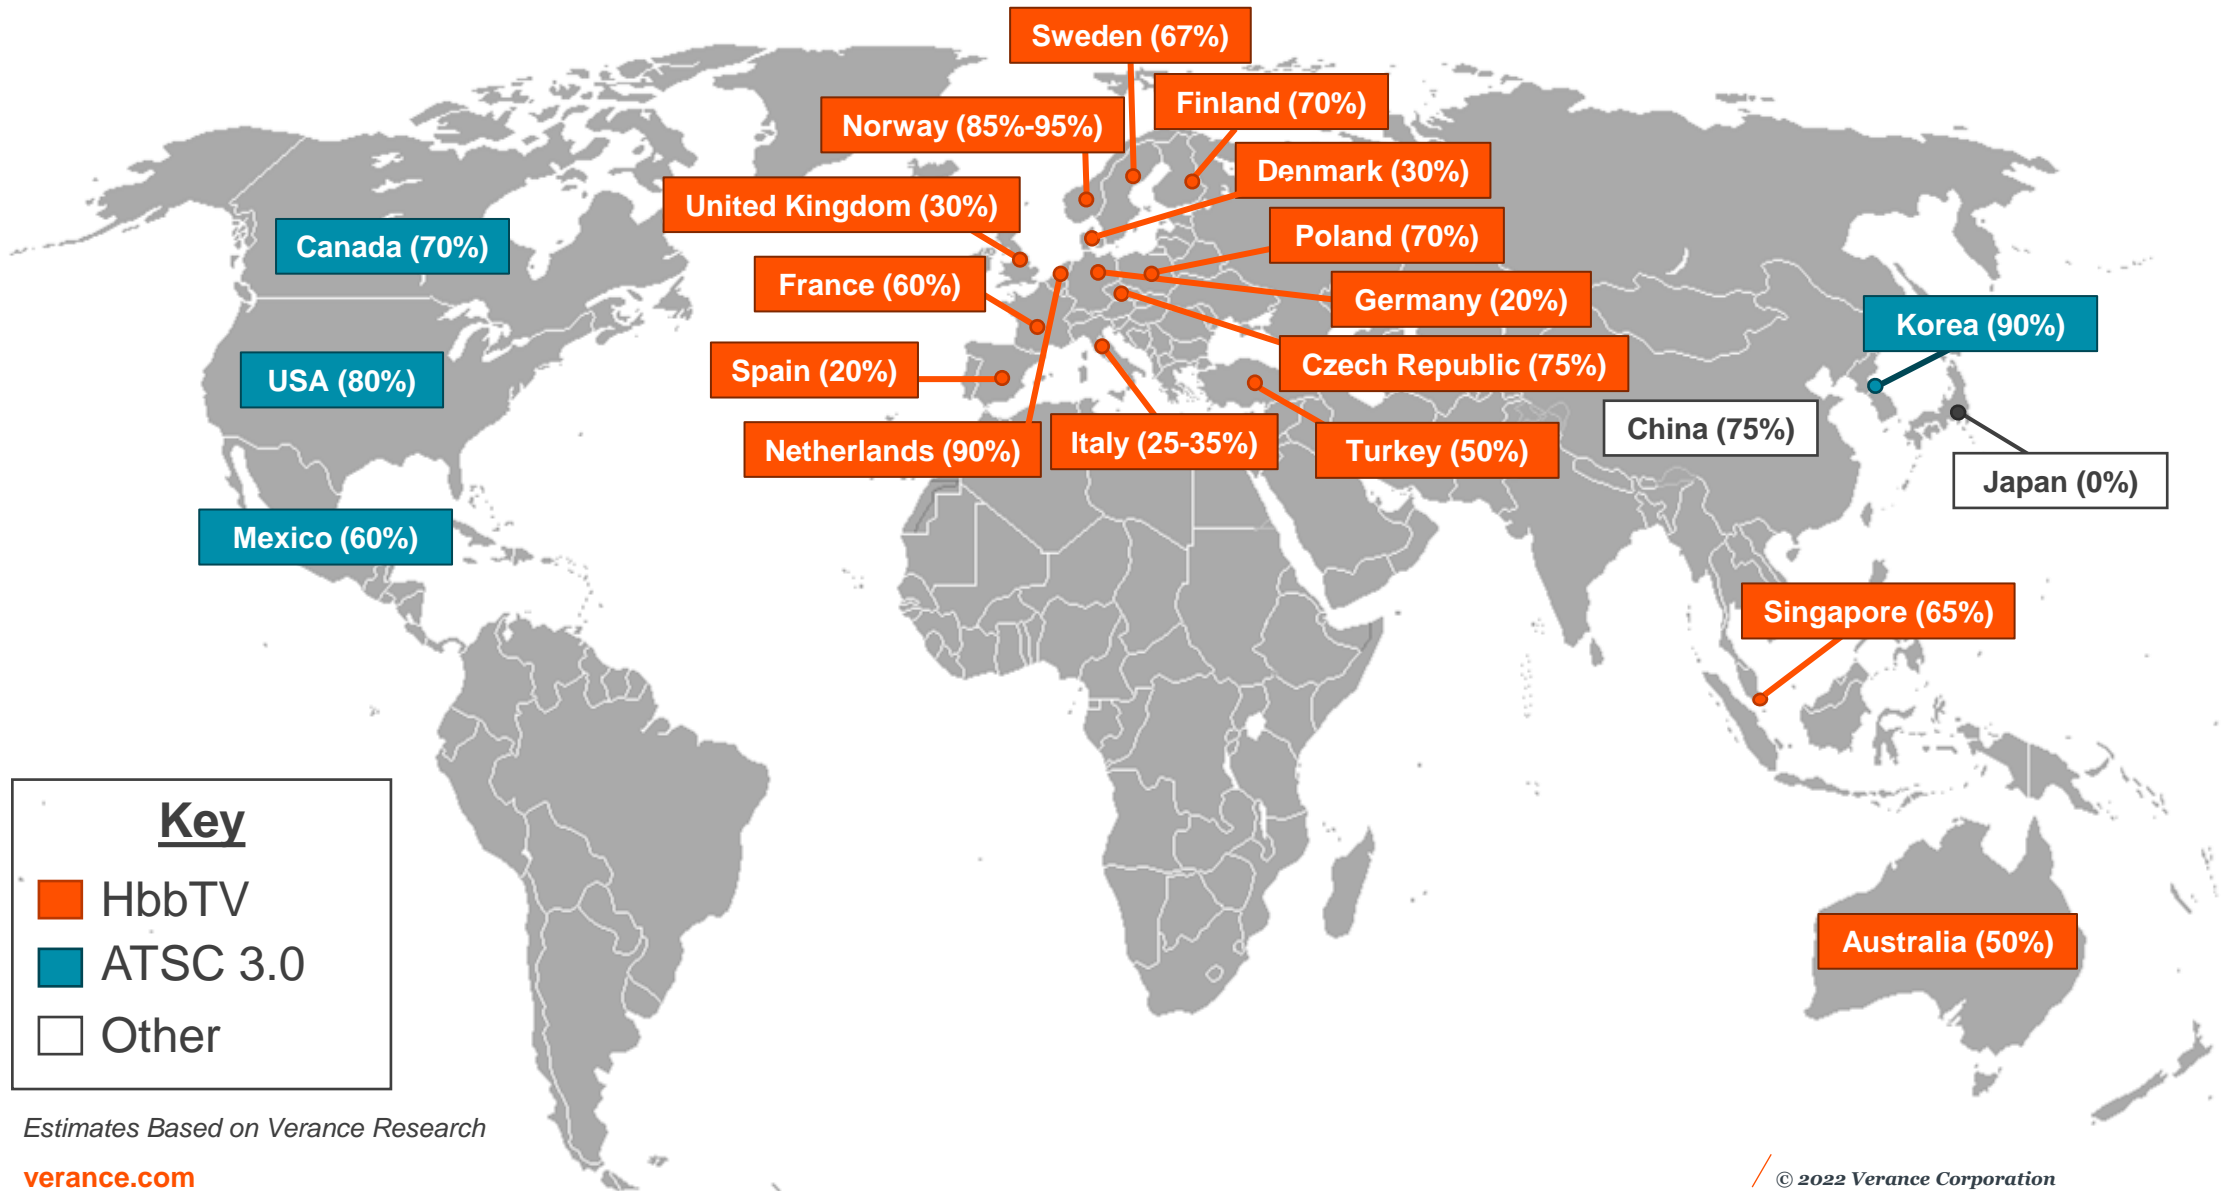 Sweden (67%)
Finland (70%)
Norway (85%-95%)
Denmark (30%)
United Kingdom (30%)
Poland (70%)
Canada (70%)
France (60%)
Germany (20%)
Korea (90%)
Spain (20%)
Czech Republic (75%)
USA (80%)
China (75%)
Netherlands (90%)
Italy (25-35%)
Turkey (50%)
Japan (0%)
Mexico (60%)
Singapore (65%)
Australia (50%)
Key
HbbTV
ATSC 3.0
Other
Estimates Based on Verance Research
verance.com
© 2022 Verance Corporation